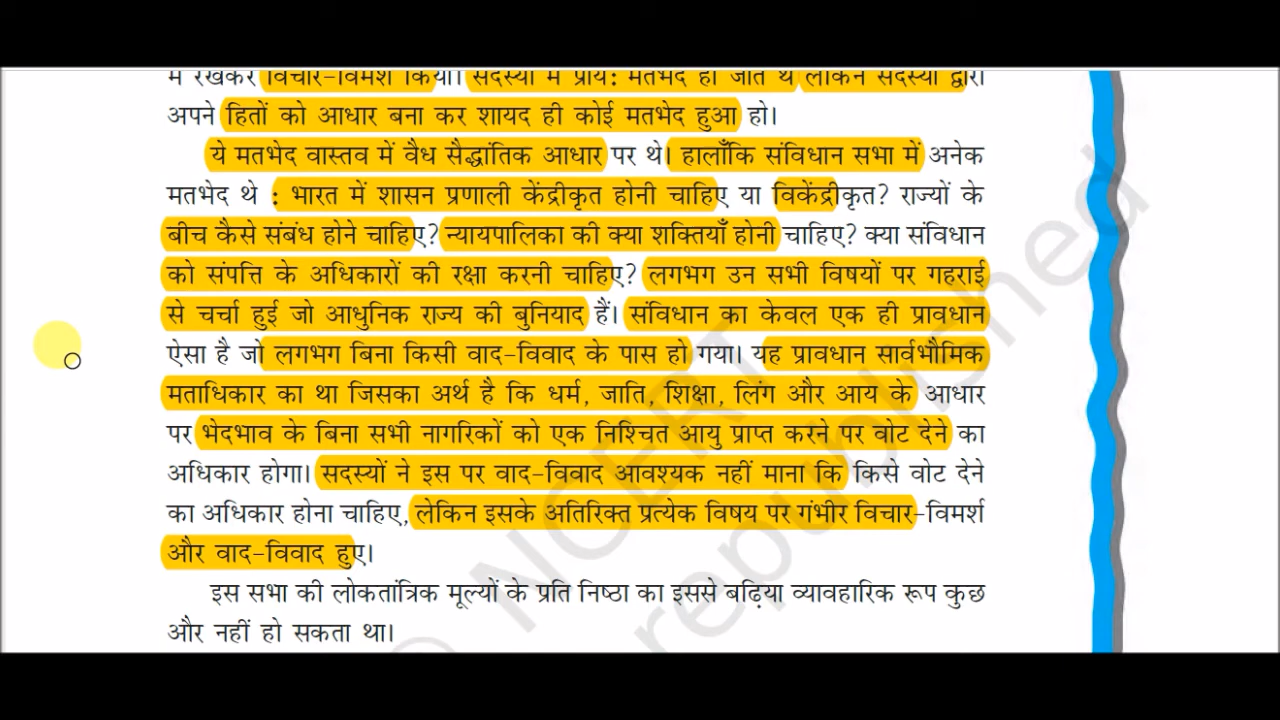 में रखकर विचार-विमर्श किया। सदस्यों में प्राय: मतभेद हो जाते थे लेकिन सदस्यों द्वारा
अपने हितों को आधार बना कर शायद ही कोई मतभेद हुआ हो।
ये मतभेद वास्तव में वैध सैद्धांतिक आधार पर थे। हालाँकि संविधान सभा में अनेक
मतभेद थे : भारत में शासन प्रणाली केंद्रीकृत होनी चाहिए या विकेंद्रीकृत? राज्यों के
बीच कैसे संबंध होने चाहिए? न्यायपालिका की क्या शक्तियाँ होनी चाहिए? क्या संविधान
को संपत्ति के अधिकारों की रक्षा करनी चाहिए? लगभग उन सभी विषयों पर गहराई
से चर्चा हुई जो आधुनिक राज्य की बुनियाद हैं। संविधान का केवल एक ही प्रावधान
ऐसा है जो लगभग बिना किसी वाद-विवाद के पास हो गया। यह प्रावधान सार्वभौमिक
मताधिकार का था जिसका अर्थ है कि धर्म, जाति, शिक्षा, लिंग और आय के आधार
पर भेदभाव के बिना सभी नागरिकों को एक निश्चित आयु प्राप्त करने पर वोट देने का
अधिकार होगा। सदस्यों ने इस पर वाद-विवाद आवश्यक नहीं माना कि किसे वोट देने
का अधिकार होना चाहिए, लेकिन इसके अतिरिक्त प्रत्येक विषय पर गंभीर विचार-विमर्श
और वाद-विवाद हुए।
इस सभा की लोकतांत्रिक मूल्यों के प्रति निष्ठा का इससे बढ़िया व्यावहारिक रूप कुछ
और नहीं हो सकता था।
© NCERT
republished